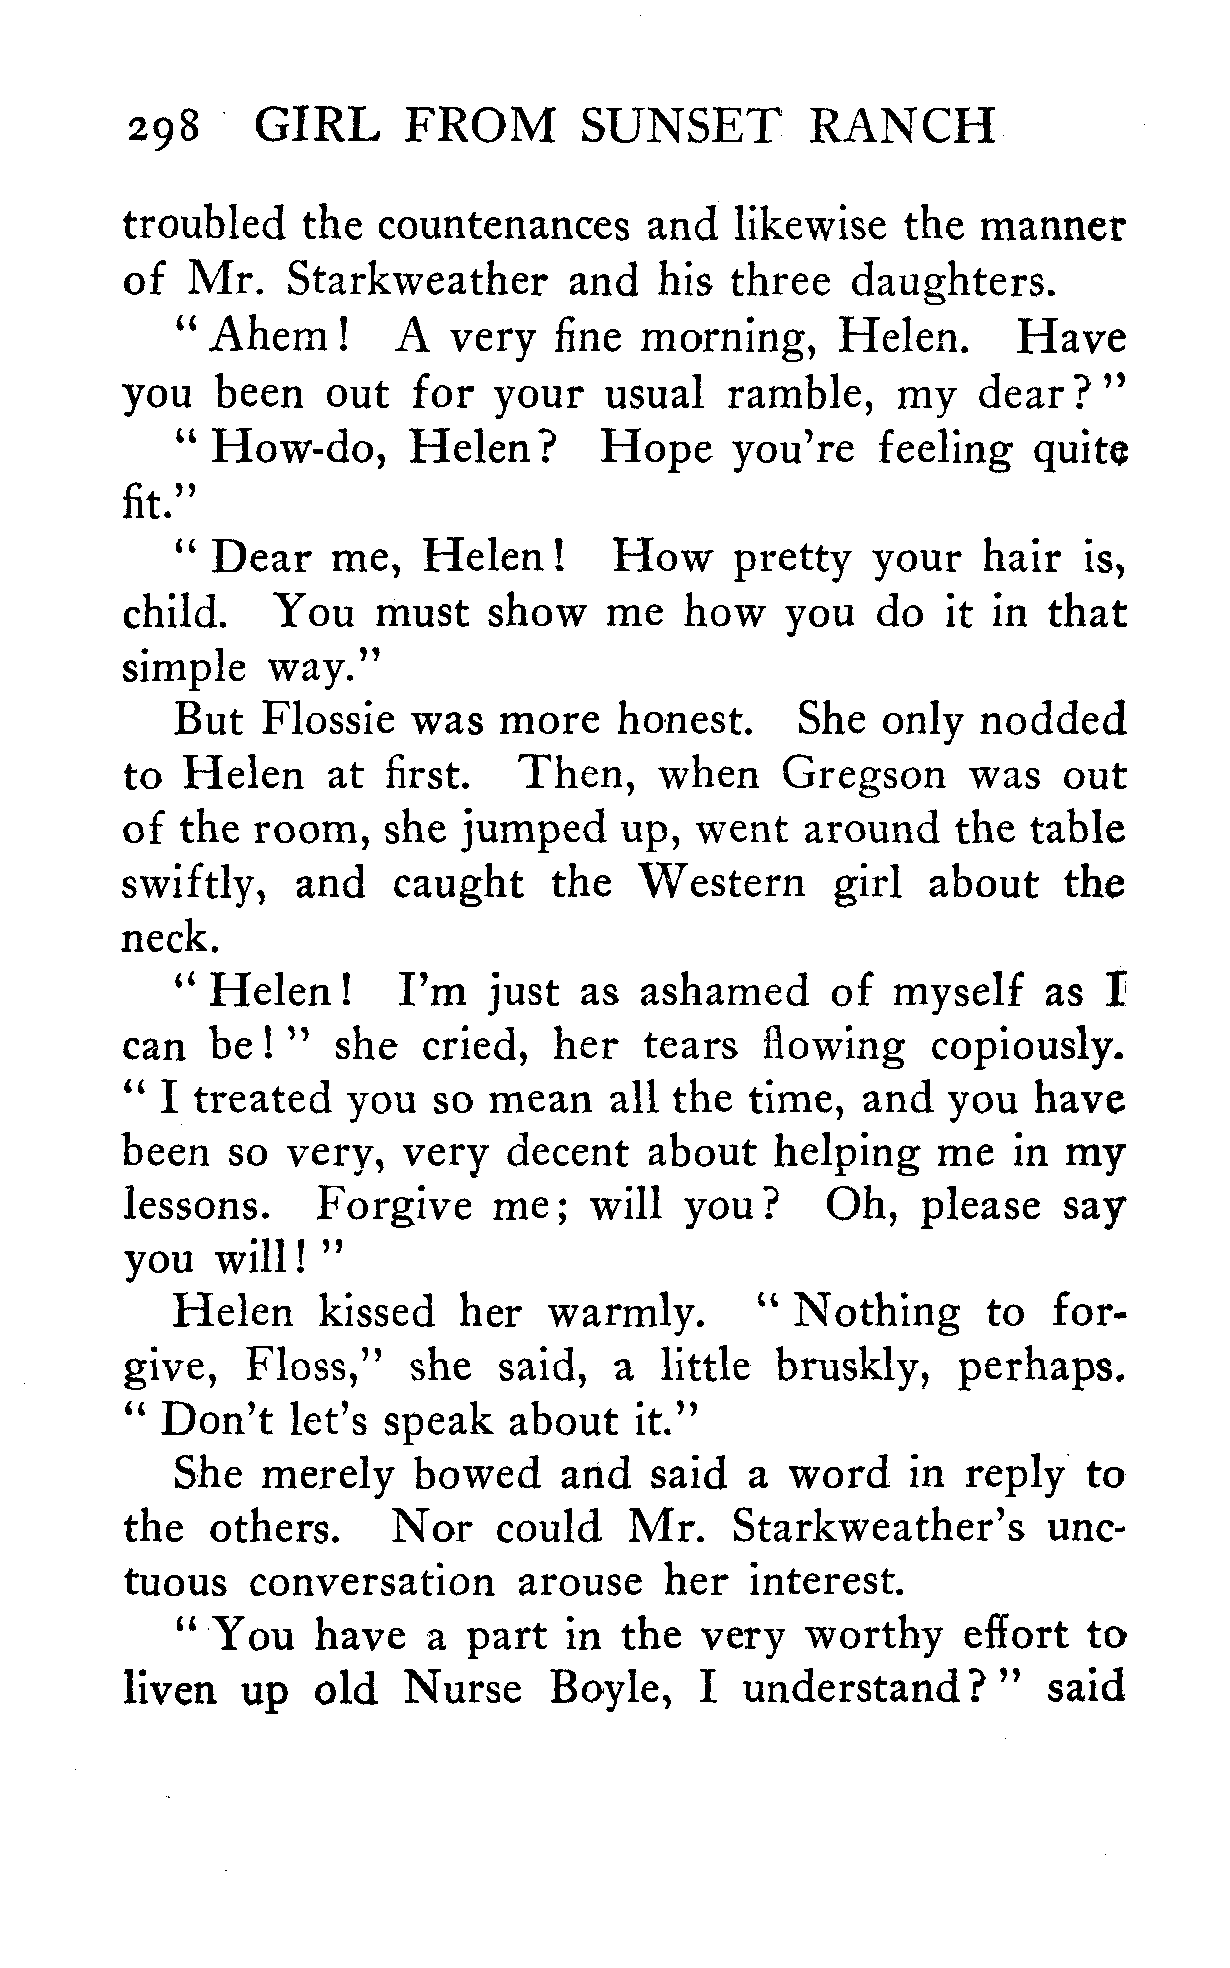 298 GIRL FROM SUNSET RANCH
troubled the countenances and likewise the manner
of Mr. Starkweather and his three daughters.
“ Ahem! A very fine morning, Helen. Have
you been out for your usual ramble, my dear? ”
“ How-do, Helen? Hope you’re feeling quite
fit.”
“ Dear me, Helen! How pretty your hair is,
child. You must show me how you do it in that
simple way.”
But Flossie was more honest. She only nodded
to Helen at first. Then, when Gregson was out
of the room, she jumped up, went around the table
swiftly, and caught the Western girl about the
neck.
“ Helen! I’m just as ashamed of myself as I
can be! ” she cried, her tears flowing copiously.
“ I treated you so mean all the time, and you have
been so very, very decent about helping me in my
lessons. Forgive me; will you? Oh, please say
you will! ”
Helen kissed her warmly. “ Nothing to for-
give, Floss,” she said, a little bruskly, perhaps.
“ Don’t let’s speak about it.”
She merely bowed and said a word in reply to
the others. Nor could Mr. Starkweather’s unc-
tuous conversation arouse her interest.
“ You have a part in the very worthy effort to
liven up old Nurse Boyle, I understand? ” said